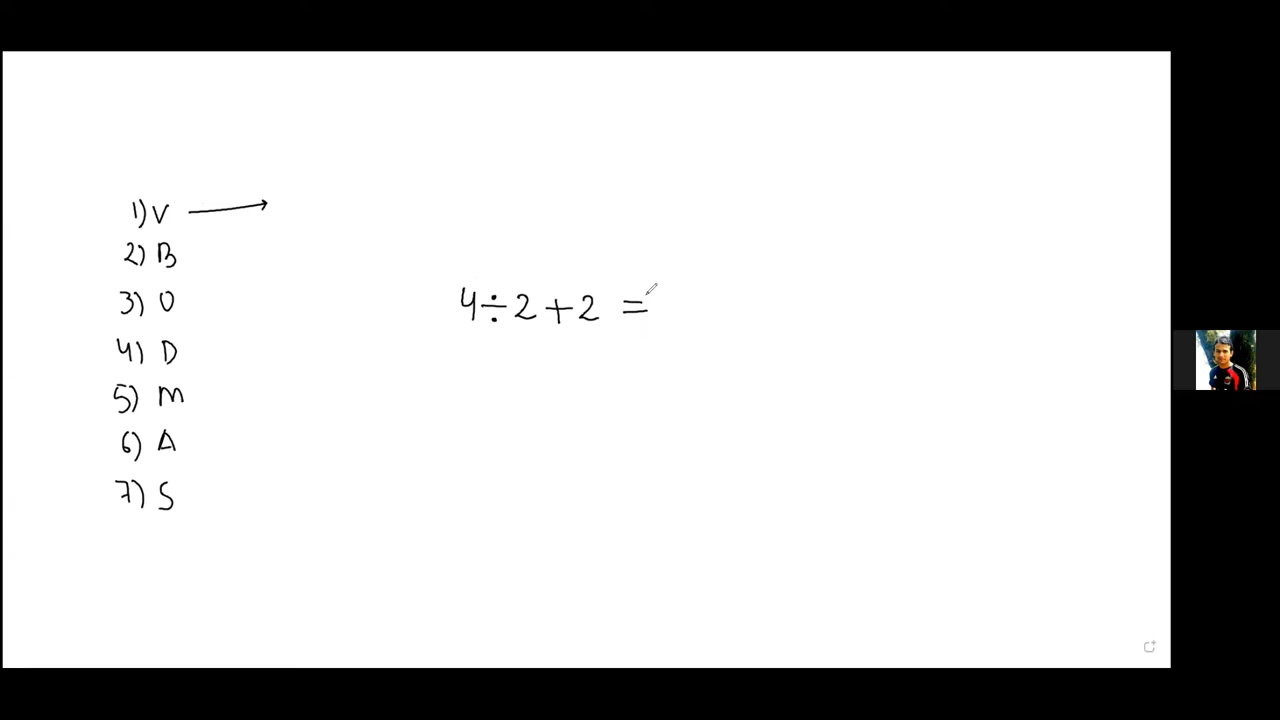 1) V →
2) B
3) O
4) D
5) M
6) A
7) S
4 ÷ 2 + 2 =